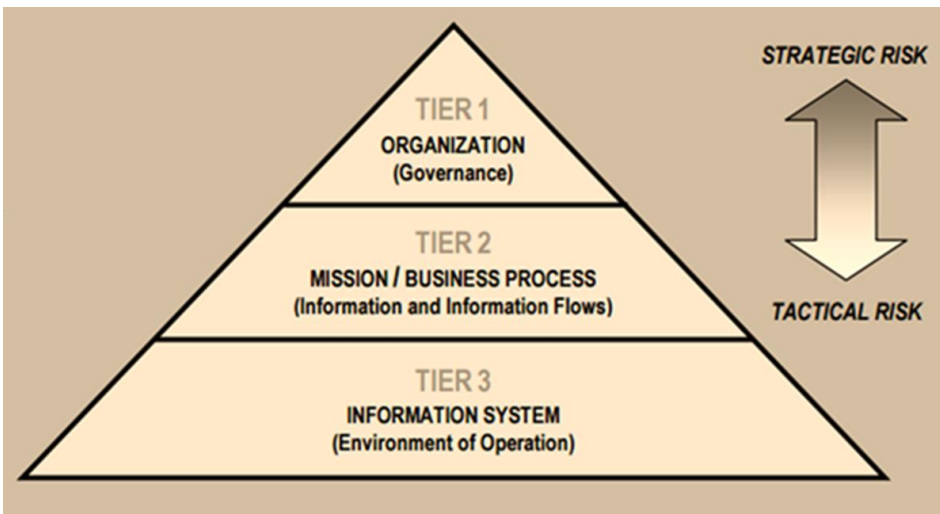 STRATEGIC RISK
TIER 1
ORGANIZATION
(Governance)
TIER 2
MISSION / BUSINESS PROCESS
(Information and Information Flows)
TACTICAL RISK
TIER 3
INFORMATION SYSTEM
(Environment of Operation)